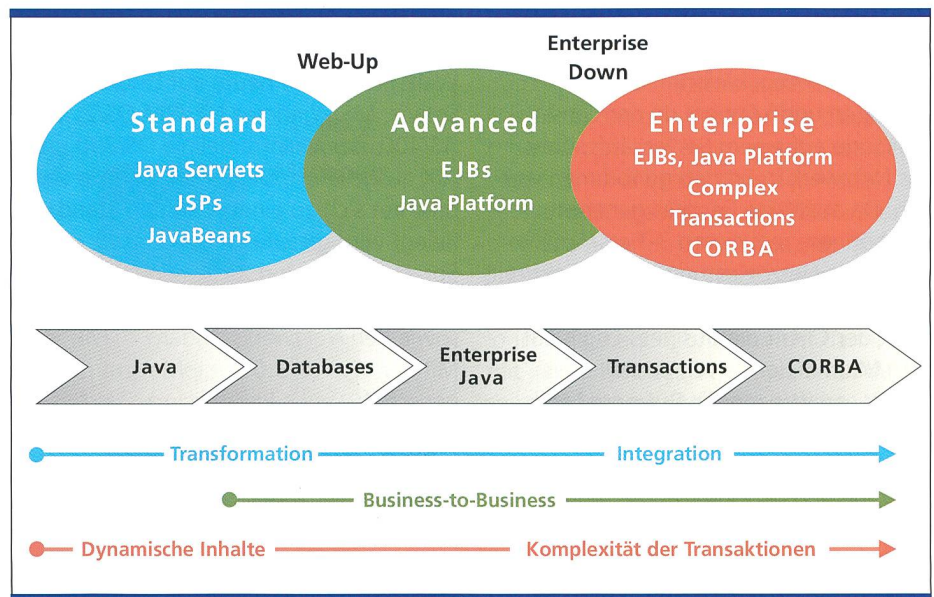 Web-Up
Enterprise
Down
Standard
Java Servlets
JSPs
JavaBeans
Advanced
EJBs
Java Platform
Enterprise
EJBs, Java Platform
Complex
Transactions
CORBA
Java
Databases
Enterprise
Java
Transactions
CORBA
Transformation
Integration
Business-to-Business
Dynamische Inhalte
Komplexität der Transaktionen